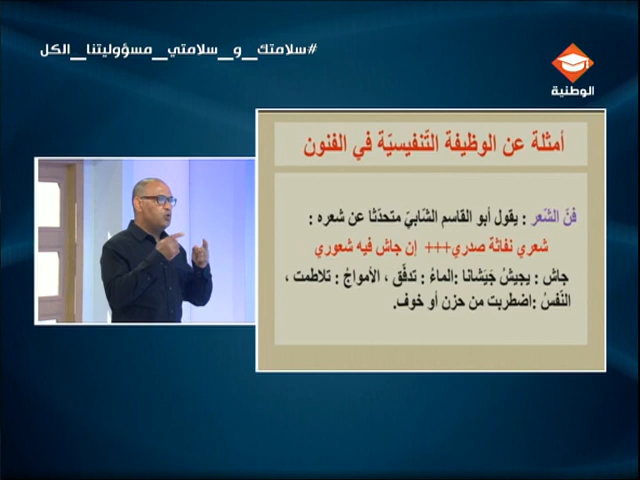 #سلامتك_و_سلامتي_مسؤوليتنا_الكل
الوطنية
أمثلة عن الوظيفة التّنفيسيّة في الفنون
فنّ الشّعر : يقول أبو القاسم الشّابيّ متحدّثا عن شعره :
شعري نفاثة صدري+++ إن جاش فيه شعوري
جاش : يجيشُ جَيَشانا :الماءُ : تدفّق ، الأمواجُ : تلاطمت ،
النّفسُ :اضطربت من حزن أو خوف.